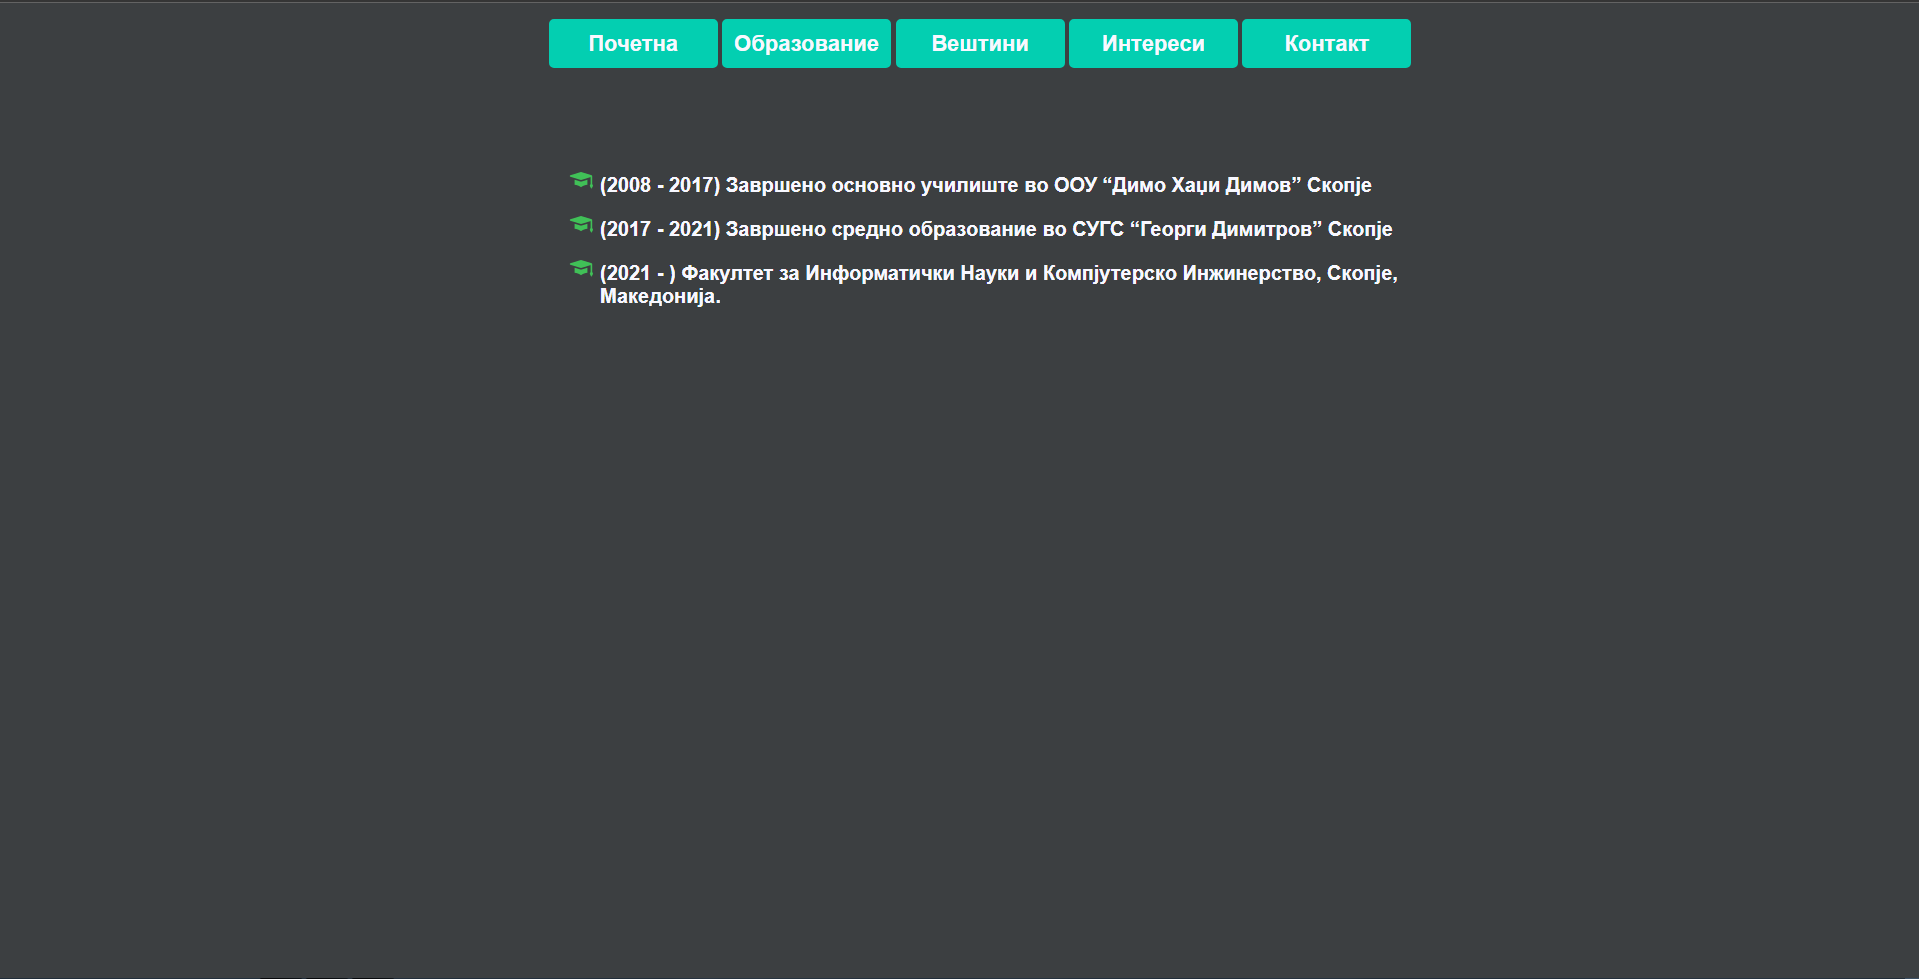 Почетна Образование Вештини Интереси Контакт
(2008 - 2017) Завршено основно училиште во ООУ “Димо Хаџи Димов” Скопје
(2017 - 2021) Завршено средно образование во СУГС “Георги Димитров” Скопје
(2021 - ) Факултет за Информатички Науки и Компјутерско Инжинерство, Скопје,
Македонија.